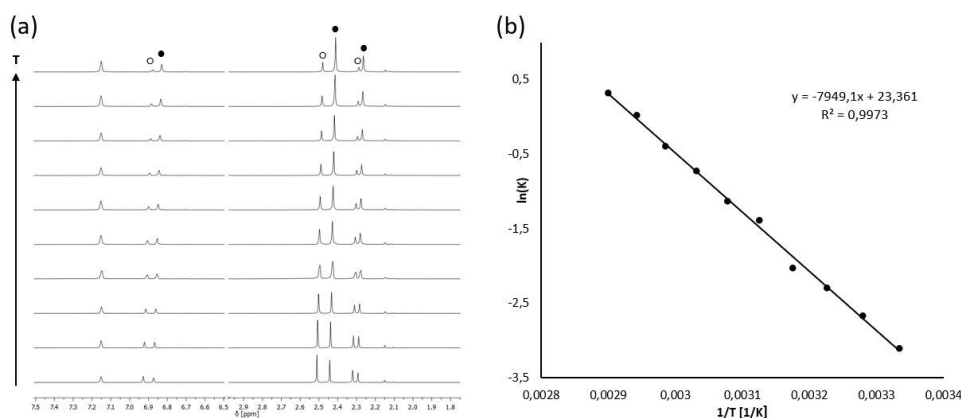 (a)
T
7.5 7.4 7.3 7.2 7.1 7.0 6.9 6.8 6.7 6.6 6.5 2.9 2.8 2.7 2.6 2.5 2.4 2.3 2.2 2.1 2.0 1.9 1.8
δ [ppm]
(b)
0,5
-0,5
-1,5
-2,5
-3,5
ln(K)
y = -7949,1x + 23,361
R² = 0,9973
0,0028 0,0029 0,003 0,0031 0,0032 0,0033 0,0034
1/T [1/K]